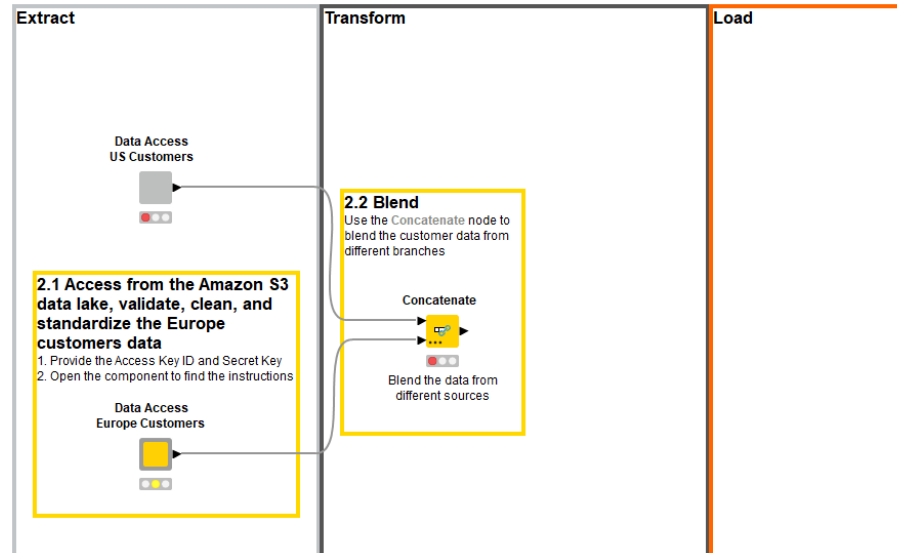 Extract
Transform
Load
Data Access
US Customers
2.2 Blend
Use the Concatenate node to
blend the customer data from
different branches
2.1 Access from the Amazon S3
data lake, validate, clean, and
standardize the Europe
customers data
1. Provide the Access Key ID and Secret Key
2. Open the component to find the instructions
Concatenate
Blend the data from
different sources
Data Access
Europe Customers